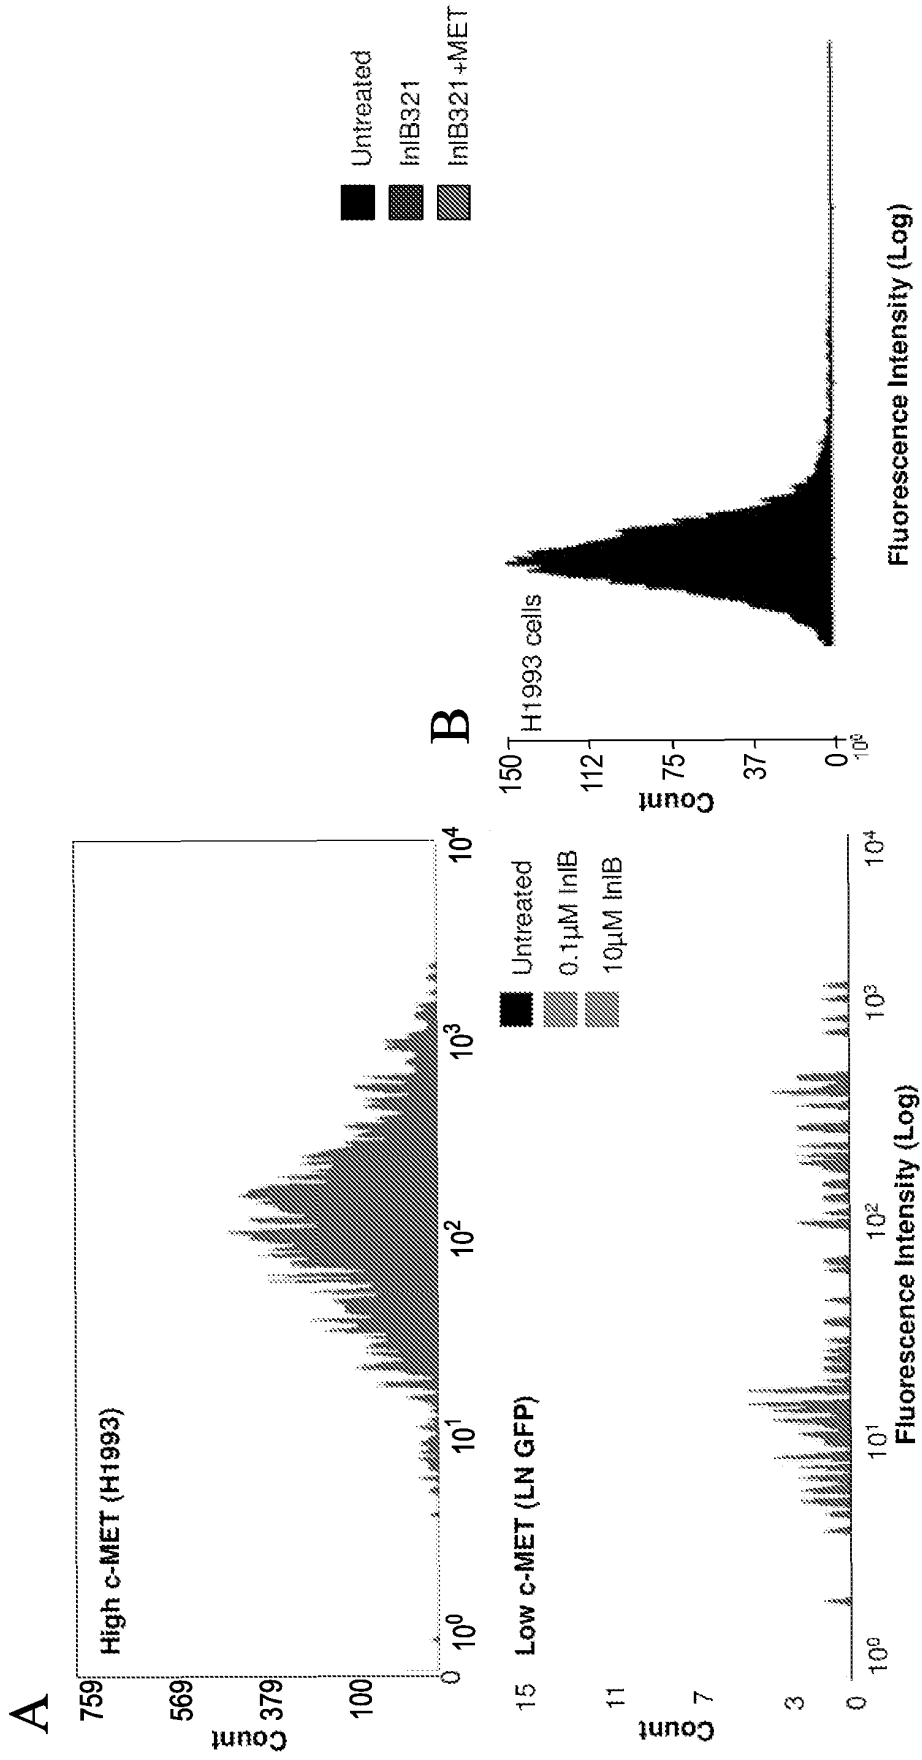 A
High c-MET (H1993)
759
569
379
100
0
Count
10⁰
10¹
10²
10³
10⁴
15
Low c-MET (LN GFP)
11
7
3
0
Count
Untreated
0.1µM InlB
10µM InlB
10⁰
10¹
10²
10³
10⁴
Fluorescence Intensity (Log)
B
Untreated
InlB321
InlB321+MET
H1993 cells
150
112
75
37
0
Count
10⁰
Fluorescence Intensity (Log)